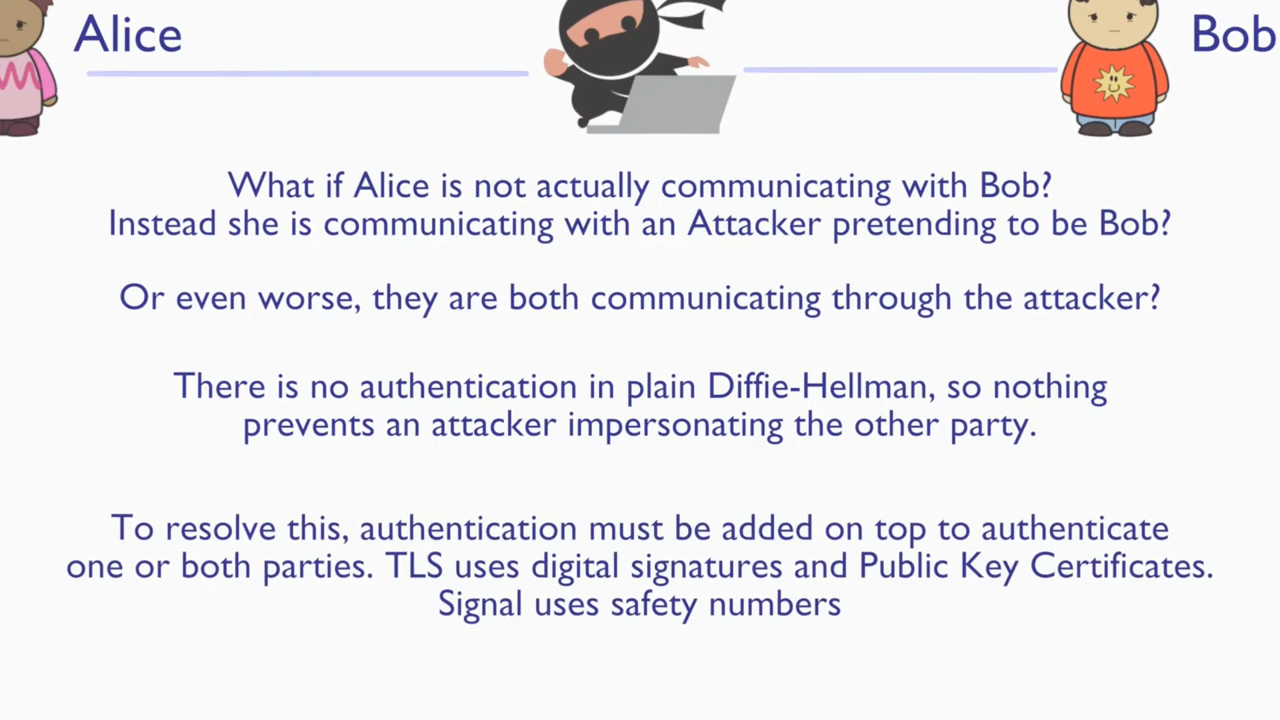 Alice
Bob
What if Alice is not actually communicating with Bob?
Instead she is communicating with an Attacker pretending to be Bob?
Or even worse, they are both communicating through the attacker?
There is no authentication in plain Diffie-Hellman, so nothing
prevents an attacker impersonating the other party.
To resolve this, authentication must be added on top to authenticate
one or both parties. TLS uses digital signatures and Public Key Certificates.
Signal uses safety numbers